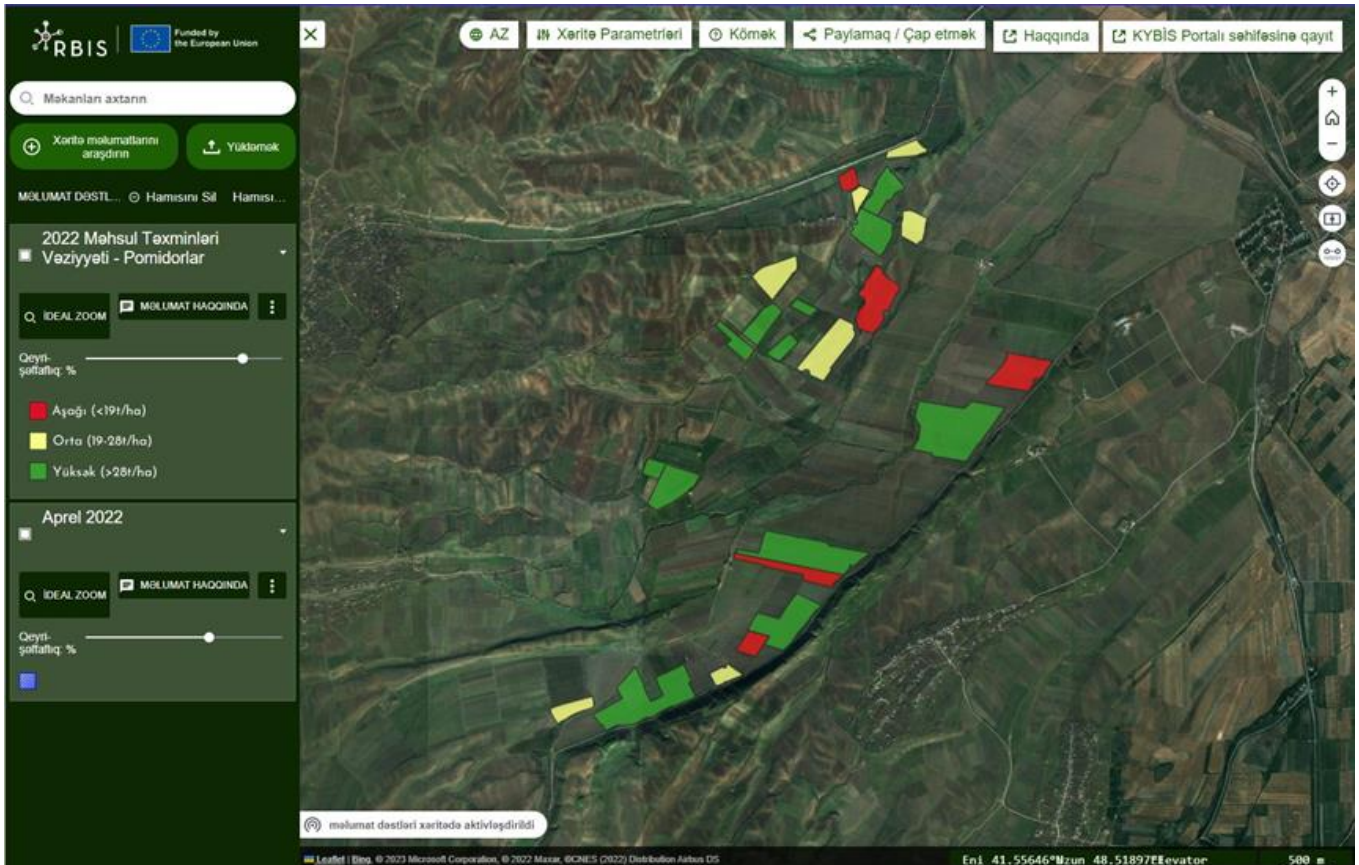 RBIS
Funded by
the European Union
AZ
Xəritə Parametrləri
Kömək
Paylamaq / Çap etmək
Haqqında
KYBİS Portalı səhifəsinə qayıt
Məkanları axtarın
Xəritə məlumatlarını
araşdırın
Yükləmək
MƏLUMAT DƏSTL...
Hamısını Sil
Hamısı...
2022 Məhsul Təxminləri
Vəziyyəti - Pomidorlar
İDEAL ZOOM
MƏLUMAT HAQQINDA
Qeyri-
şəffaflıq: %
Aşağı (<19t/ha)
Orta (19-28t/ha)
Yüksək (>28t/ha)
Aprel 2022
İDEAL ZOOM
MƏLUMAT HAQQINDA
Qeyri-
şəffaflıq: %
məlumat dəstləri xəritədə aktivləşdirildi
Leaflet | Bing, © 2023 Microsoft Corporation, © 2022 Maxar, ©CNES (2022) Distribution Airbus DS
Eni 41.55646°
500 m